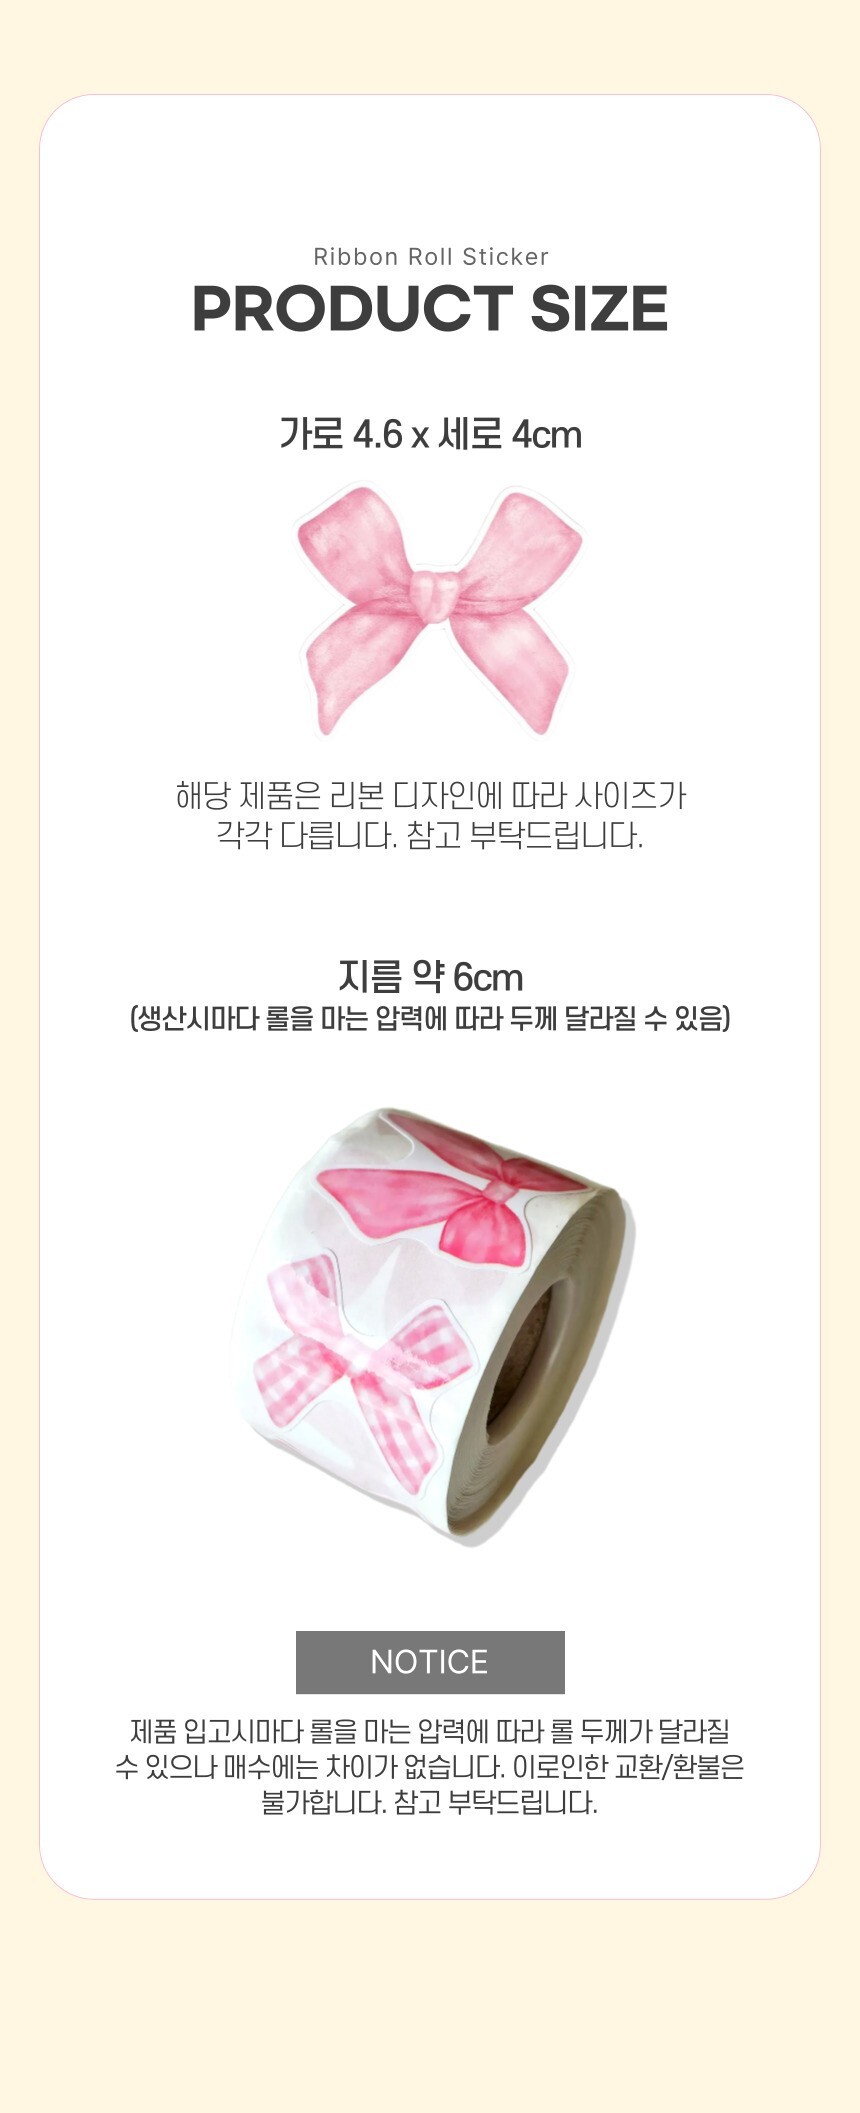 Ribbon Roll Sticker
PRODUCT SIZE
가로 4.6 x 세로 4cm
해당 제품은 리본 디자인에 따라 사이즈가
각각 다릅니다. 참고 부탁드립니다.
지름 약 6cm
(생산시마다 롤을 마는 압력에 따라 두께 달라질 수 있음)
NOTICE
제품 입고시마다 롤을 마는 압력에 따라 롤 두께가 달라질
수 있으나 매수에는 차이가 없습니다. 이로인한 교환/환불은
불가합니다. 참고 부탁드립니다.